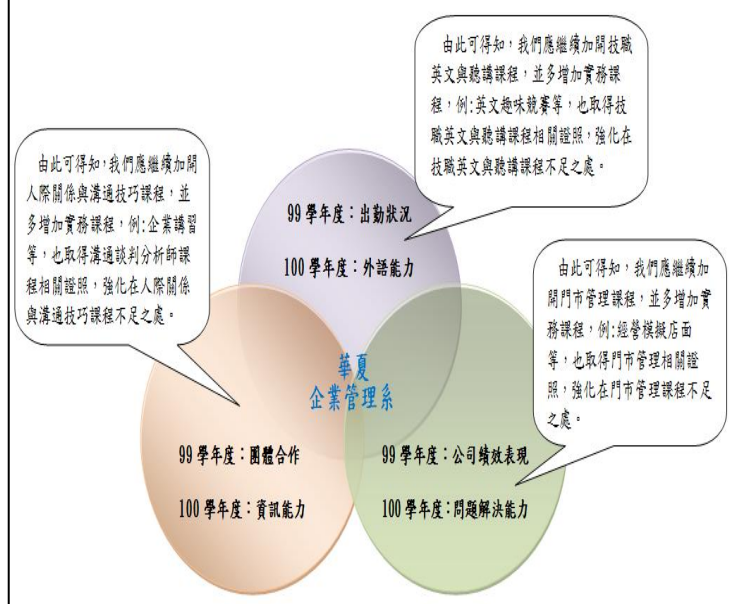 由此可得知，我們應繼續加開技職
英文與聽講課程，並多增加實務課
程，例:英文趣味競賽等，也取得技
職英文與聽講課程相關證照，強化在
技職英文與聽講課程不足之處。
由此可得知，我們應繼續加開
人際關係與溝通技巧課程，並
多增加實務課程，例:企業講習
等，也取得溝通談判分析師課
程相關證照，強化在人際關係
與溝通技巧課程不足之處。
99 學年度：出勤狀況
100 學年度：外語能力
由此可得知，我們應繼續加
開門市管理課程，並多增加實
務課程，例:經營模擬店面
等，也取得門市管理相關證
照，強化在門市管理課程不足
之處。
華夏
企業管理系
99 學年度：團體合作
100 學年度：資訊能力
99 學年度：公司績效表現
100 學年度：問題解決能力